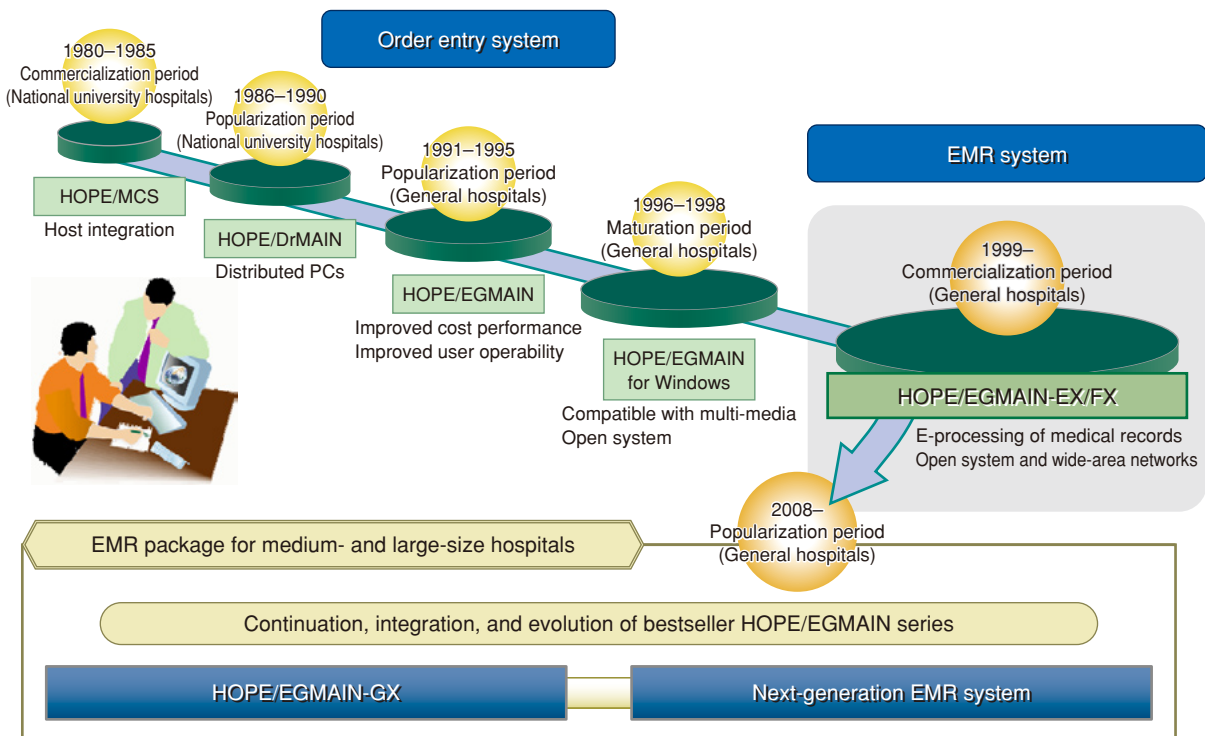 Order entry system
1980–1985
Commercialization period
(National university hospitals)
HOPE/MCS
Host integration
1986–1990
Popularization period
(National university hospitals)
HOPE/DrMAIN
Distributed PCs
1991–1995
Popularization period
(General hospitals)
HOPE/EGMAIN
Improved cost performance
Improved user operability
1996–1998
Maturation period
(General hospitals)
HOPE/EGMAIN
for Windows
Compatible with multi-media
Open system
EMR system
1999–
Commercialization period
(General hospitals)
HOPE/EGMAIN-EX/FX
E-processing of medical records
Open system and wide-area networks
2008–
Popularization period
(General hospitals)
EMR package for medium- and large-size hospitals
Continuation, integration, and evolution of bestseller HOPE/EGMAIN series
HOPE/EGMAIN-GX
Next-generation EMR system